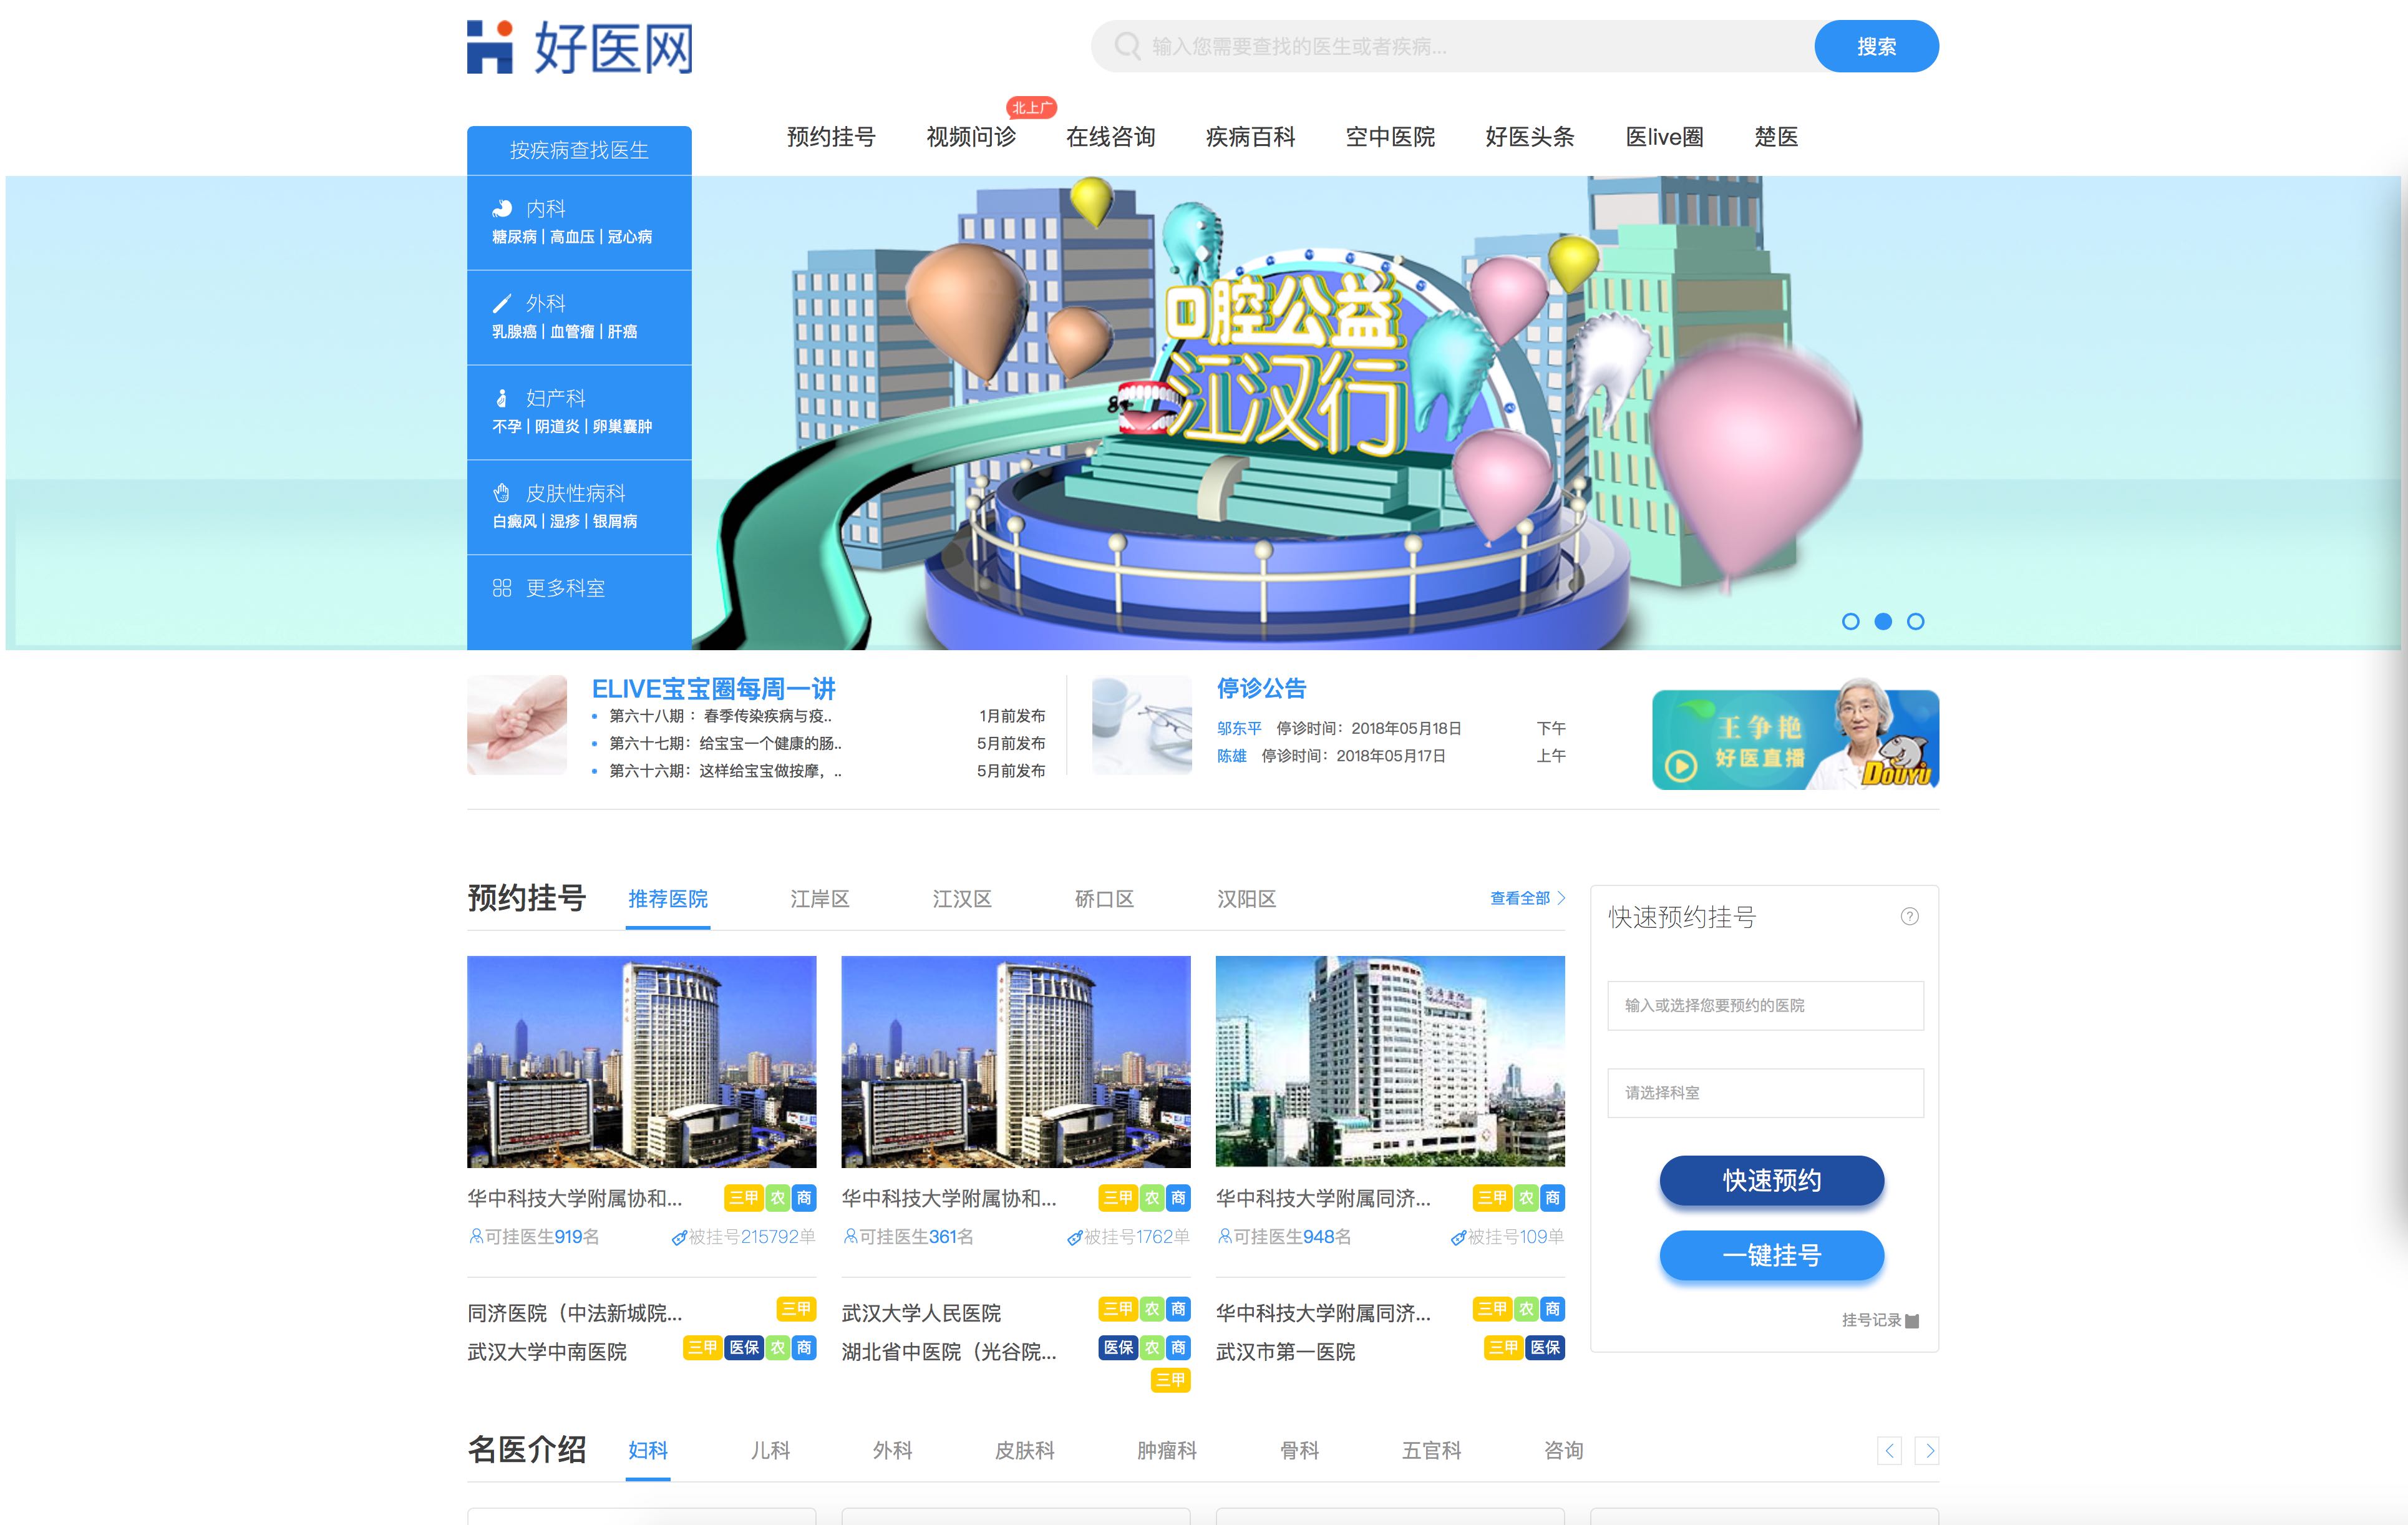 好医网
输入您需要查找的医生或者疾病...
搜索
北上广
预约挂号 视频问诊 在线咨询 疾病百科 空中医院 好医头条 医live圈 楚医
按疾病查找医生
内科
糖尿病 | 高血压 | 冠心病
外科
乳腺癌 | 血管瘤 | 肝癌
妇产科
不孕 | 阴道炎 | 卵巢囊肿
皮肤性病科
白癜风 | 湿疹 | 银屑病
更多科室
口腔公益
江汉行
ELIVE宝宝圈每周一讲
第六十八期 : 春季传染疾病与疫.. 1月前发布
第六十七期：给宝宝一个健康的肠.. 5月前发布
第六十六期：这样给宝宝做按摩，.. 5月前发布
停诊公告
邬东平 停诊时间：2018年05月18日 下午
陈雄 停诊时间：2018年05月17日 上午
王争艳
好医直播
DOUYU
预约挂号 推荐医院 江岸区 江汉区 硚口区 汉阳区 查看全部
华中科技大学附属协和... 三甲 农 商
可挂医生919名 被挂号215792单
华中科技大学附属协和... 三甲 农 商
可挂医生361名 被挂号1762单
华中科技大学附属同济... 三甲 农 商
可挂医生948名 被挂号109单
同济医院（中法新城院... 三甲
武汉大学中南医院 三甲 医保 农 商
武汉大学人民医院 三甲 农 商
湖北省中医院（光谷院... 医保 农 商
三甲
华中科技大学附属同济... 三甲 农 商
武汉市第一医院 三甲 医保
快速预约挂号 ?
输入或选择您要预约的医院
请选择科室
快速预约
一键挂号
挂号记录
名医介绍 妇科 儿科 外科 皮肤科 肿瘤科 骨科 五官科 咨询